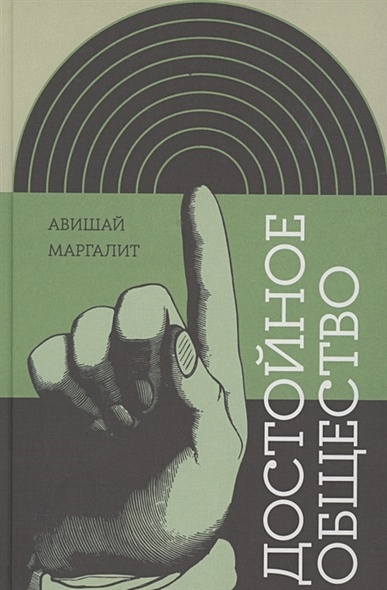 АВИШАЙ
МАРГАЛИТ
ДОСТОЙНОЕ
ОБЩЕСТВО